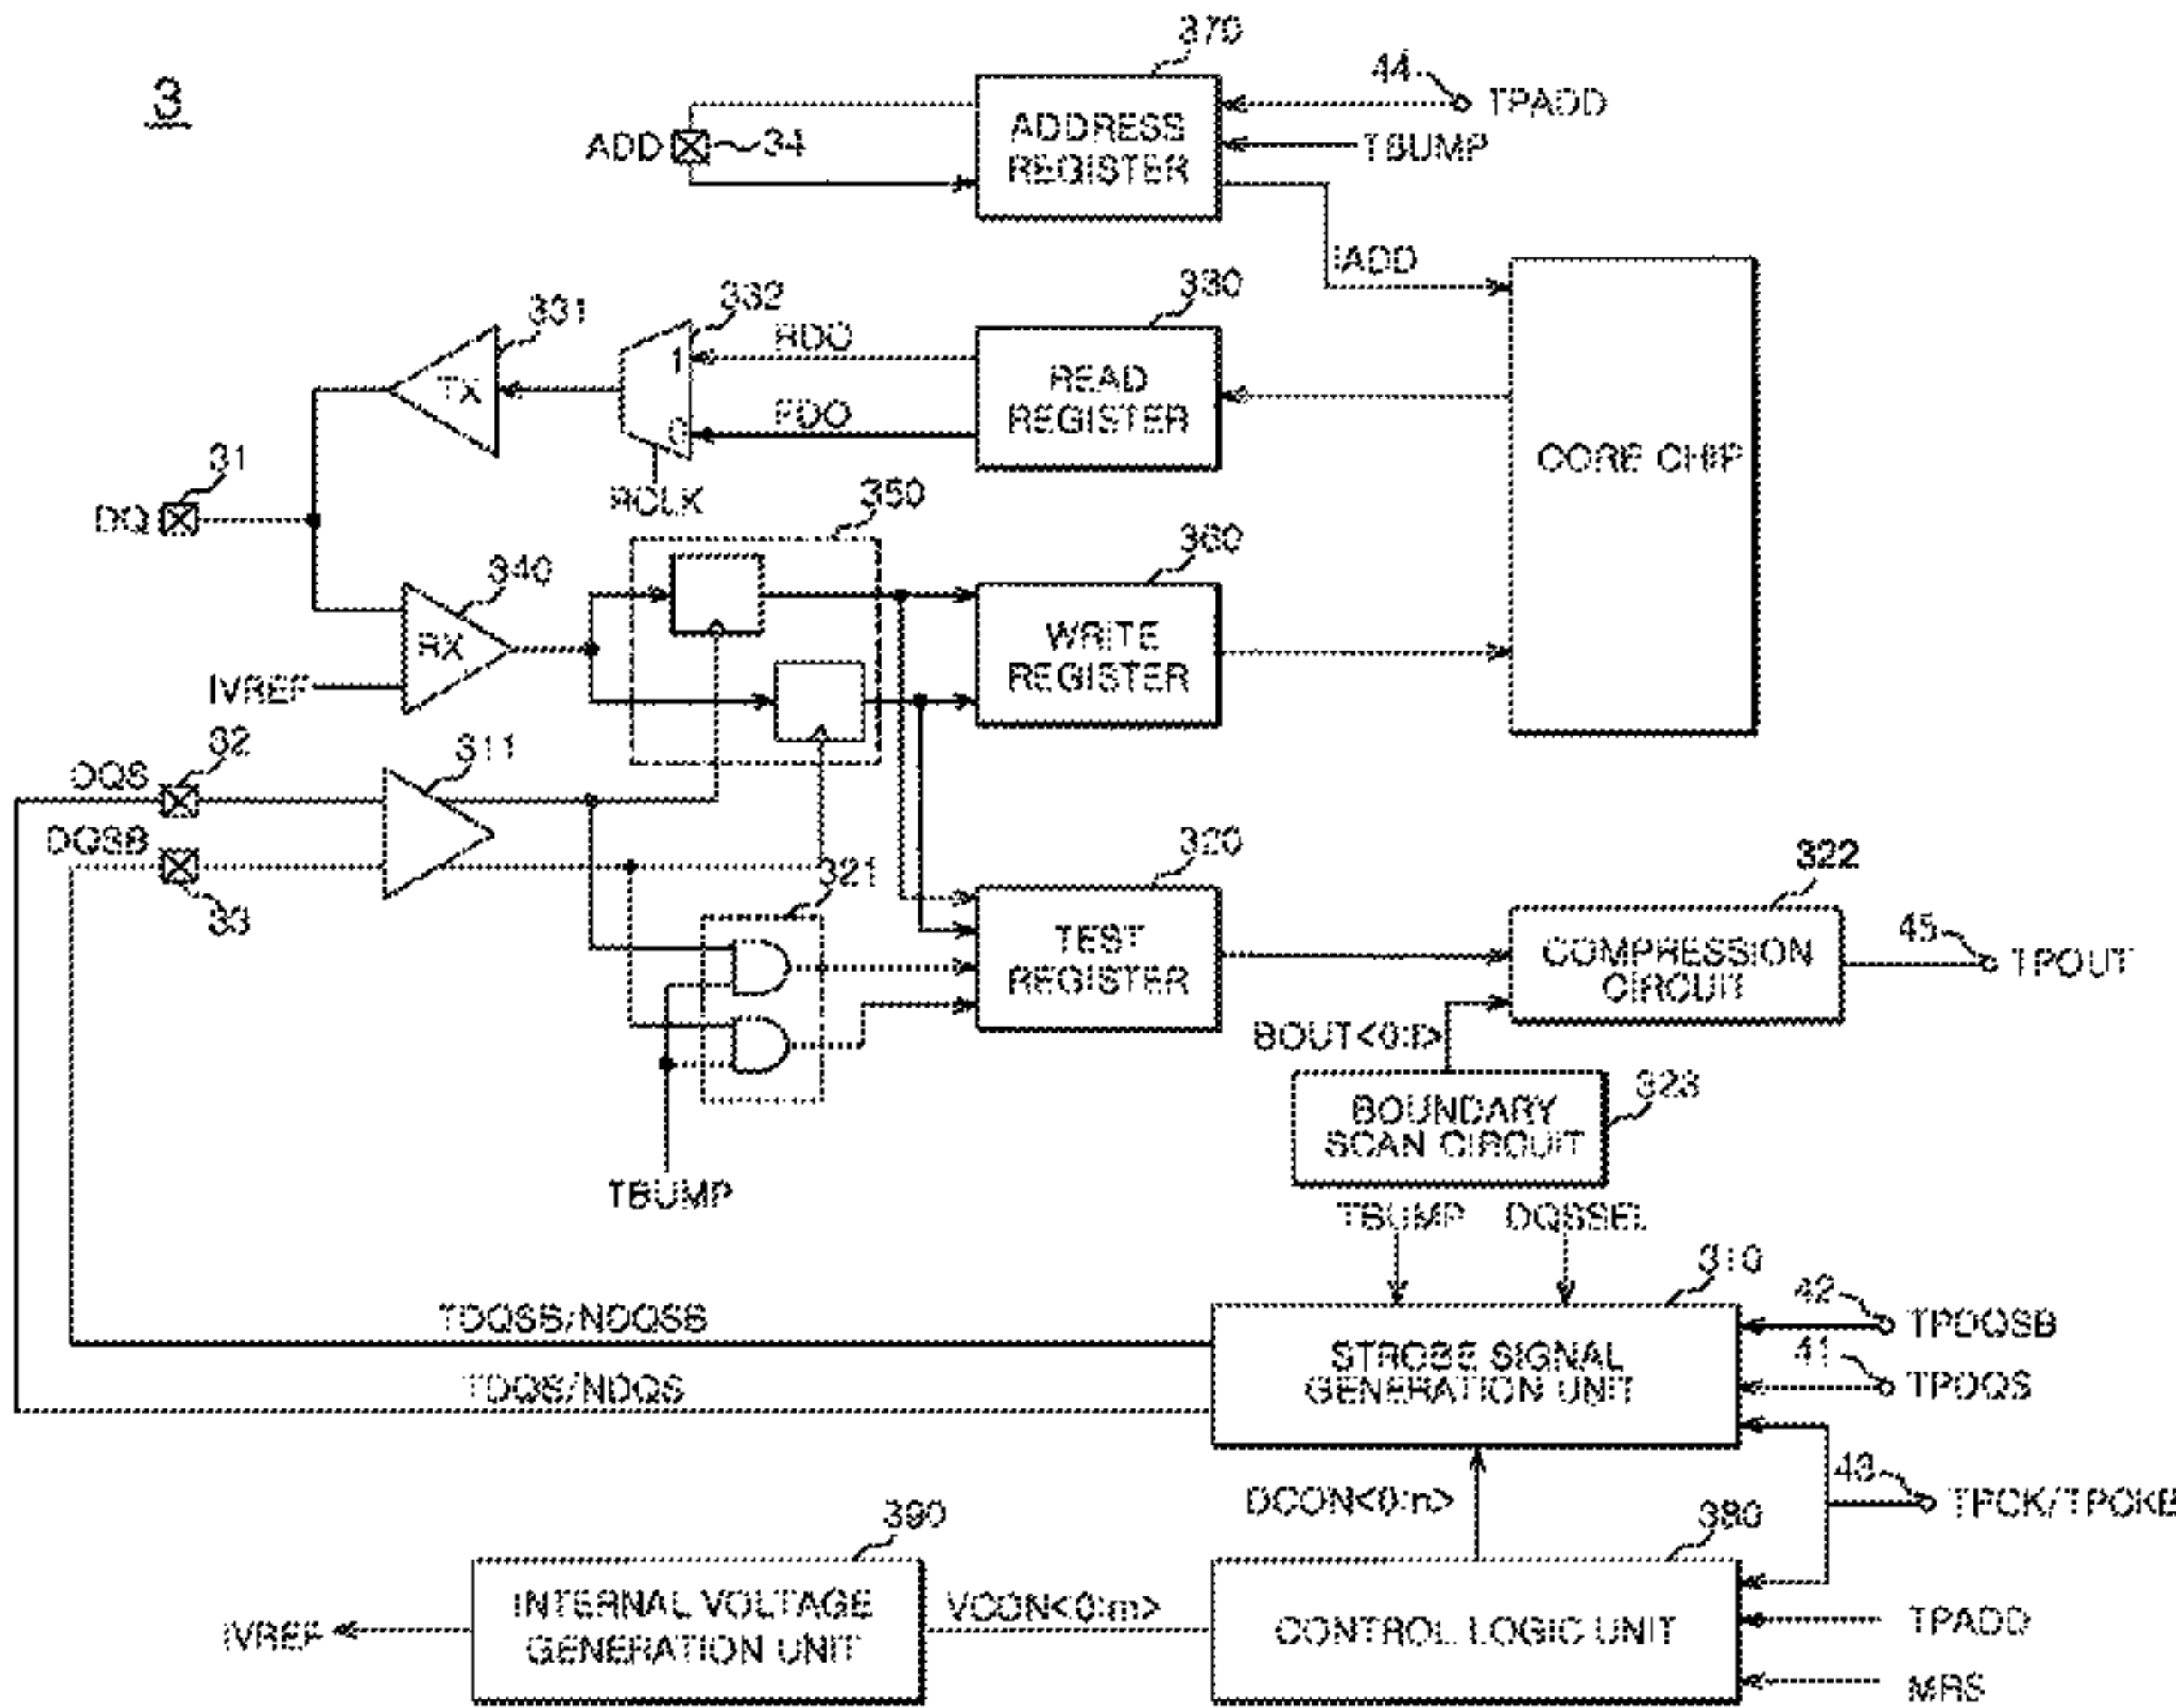 3
370
44
TPADD
ADD
34
ADDRESS
REGISTER
TBUMP
IADD
331
332
330
RDO
TX
1
READ
REGISTER
FDO
0
CORE CHIP
31
DQ
RCLK
350
360
340
RX
WRITE
REGISTER
IVREF
32
311
DQS
DQSB
33
321
320
322
TEST
REGISTER
COMPRESSION
CIRCUIT
45
TPOUT
323
BOUNDARY
SCAN CIRCUIT
TBUMP
TBUMP
DQSSEL
310
42
TPDQSB
TDQSB/NDQSB
STROBE SIGNAL
GENERATION UNIT
41
TPDQS
TDQS/NDQS
43
TPCK/TPCKB
DCON<0:n>
390
380
INTERNAL VOLTAGE
GENERATION UNIT
VCON<0:m>
CONTROL LOGIC UNIT
IVREF
TPADD
MRS